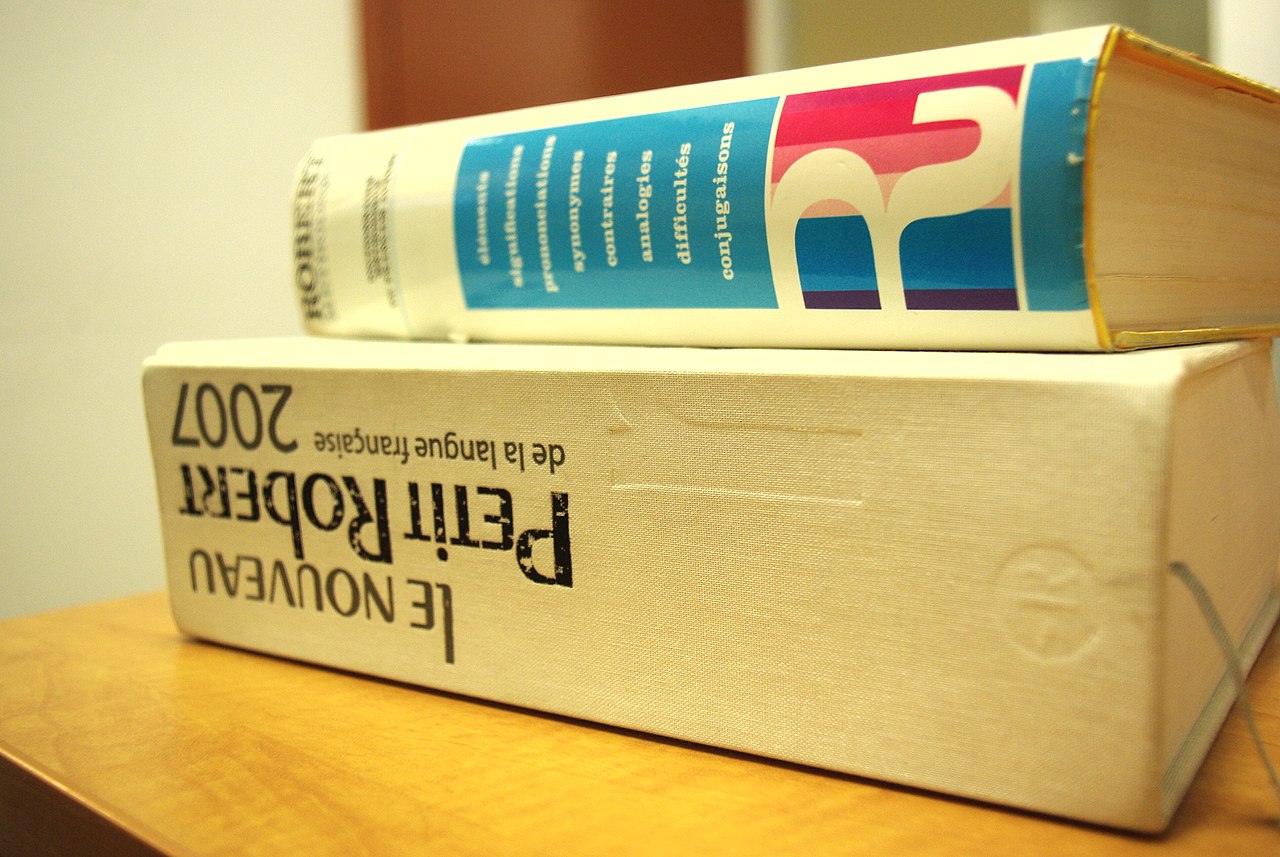 ROBERT
éléments
significations
prononciations
synonymes
contraires
analogies
difficultés
conjugaisons
R
LE NOUVEAU
PETIT ROBERT
de la langue française
2007
R